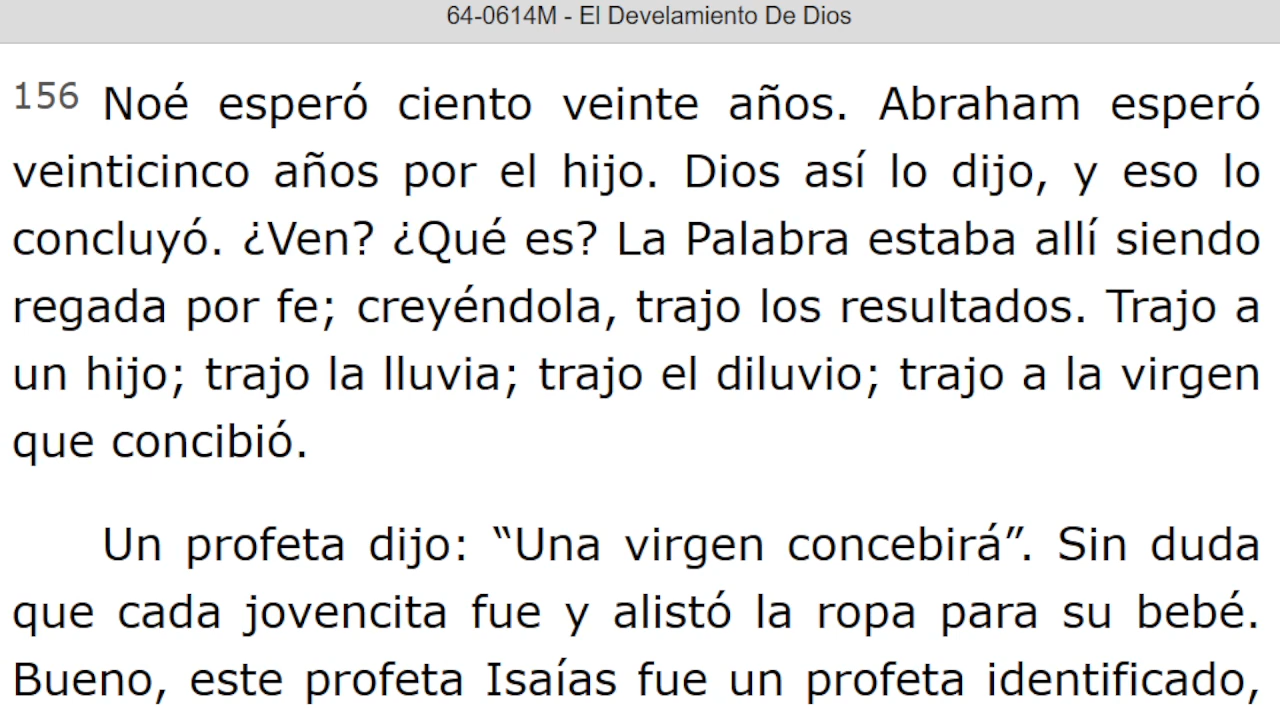 64-0614M - El Develamiento De Dios
156 Noé esperó ciento veinte años. Abraham esperó
veinticinco años por el hijo. Dios así lo dijo, y eso lo
concluyó. ¿Ven? ¿Qué es? La Palabra estaba allí siendo
regada por fe; creyéndola, trajo los resultados. Trajo a
un hijo; trajo la lluvia; trajo el diluvio; trajo a la virgen
que concibió.
Un profeta dijo: “Una virgen concebirá”. Sin duda
que cada jovencita fue y alistó la ropa para su bebé.
Bueno, este profeta Isaías fue un profeta identificado,